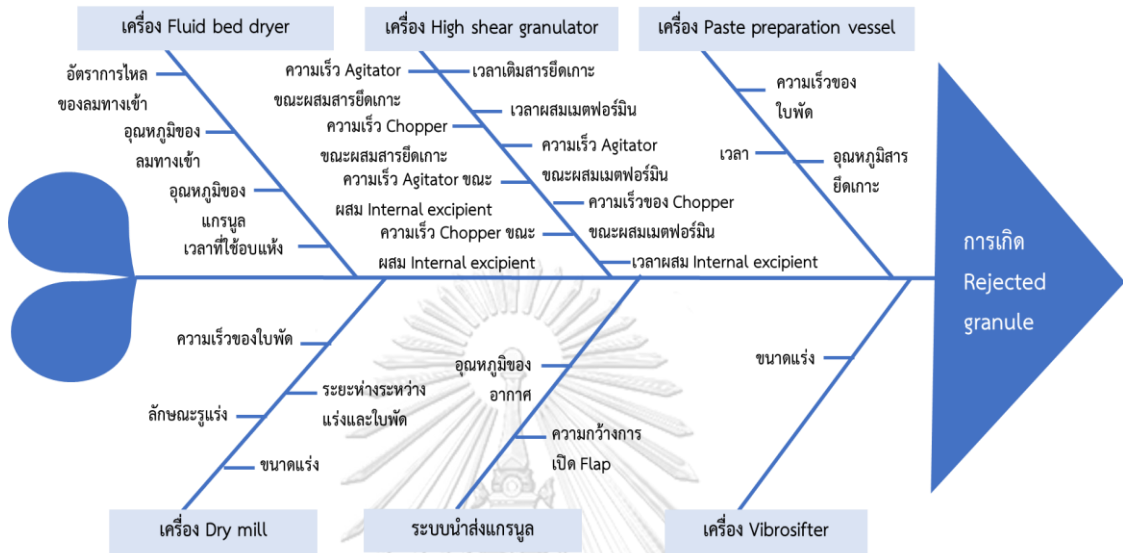 เครื่อง Fluid bed dryer
อัตราการไหล
ของลมทางเข้า
อุณหภูมิของ
ลมทางเข้า
อุณหภูมิของ
แกรนูล
เวลาที่ใช้อบแห้ง
เครื่อง High shear granulator
ความเร็ว Agitator
ขณะผสมสารยึดเกาะ
ความเร็ว Chopper
ขณะผสมสารยึดเกาะ
ความเร็ว Agitator ขณะ
ผสม Internal excipient
ความเร็ว Chopper ขณะ
ผสม Internal excipient
เวลาเติมสารยึดเกาะ
เวลาผสมเมตฟอร์มิน
ความเร็ว Agitator
ขณะผสมเมตฟอร์มิน
ความเร็วของ Chopper
ขณะผสมเมตฟอร์มิน
เวลาผสม Internal excipient
เครื่อง Paste preparation vessel
ความเร็วของ
ใบพัด
เวลา
อุณหภูมิสาร
ยึดเกาะ
การเกิด
Rejected
granule
ความเร็วของใบพัด
ระยะห่างระหว่าง
แร่งและใบพัด
ลักษณะรูแร่ง
ขนาดแร่ง
เครื่อง Dry mill
อุณหภูมิของ
อากาศ
ความกว้างการ
เปิด Flap
ระบบนำส่งแกรนูล
ขนาดแร่ง
เครื่อง Vibrosifter